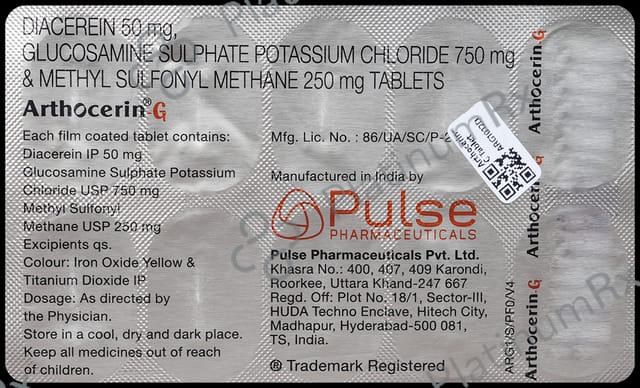 DIACEREIN 50 mg,
GLUCOSAMINE SULPHATE POTASSIUM CHLORIDE 750 mg
& METHYL SULFONYL METHANE 250 mg TABLETS
Arthocerin®-G
Each film coated tablet contains:
Diacerein IP 50 mg
Glucosamine Sulphate Potassium
Chloride USP 750 mg
Methyl Sulfonyl
Methane USP 250 mg
Excipients qs.
Colour: Iron Oxide Yellow &
Titanium Dioxide IP
Dosage: As directed by
the Physician.
Store in a cool, dry and dark place.
Keep all medicines out of reach
of children.
Mfg. Lic. No. : 86/UA/SC/P-2
Manufactured in India by
Pulse
PHARMACEUTICALS
Pulse Pharmaceuticals Pvt. Ltd.
Khasra No.: 400, 407, 409 Karondi,
Roorkee, Uttara Khand-247 667
Regd. Off: Plot No. 18/1, Sector-III,
HUDA Techno Enclave, Hitech City,
Madhapur, Hyderabad-500 081,
TS, India.
® Trademark Registered
ARG1/S/PF0/V4
Arthocerin-G
Arthocerin-G
Arthocerin-G
Arthocerin
Tablet
PlatinumRx
PlatinumRx